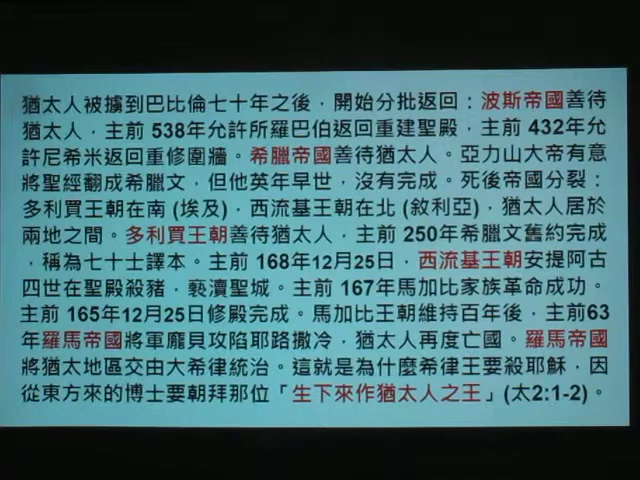 猶太人被擄到巴比倫七十年之後，開始分批返回：波斯帝國善待
猶太人，主前 538年允許所羅巴伯返回重建聖殿，主前 432年允
許尼希米返回重修圍牆。希臘帝國善待猶太人。亞力山大帝有意
將聖經翻成希臘文，但他英年早世，沒有完成。死後帝國分裂：
多利買王朝在南 (埃及)，西流基王朝在北 (敘利亞)，猶太人居於
兩地之間。多利買王朝善待猶太人，主前 250年希臘文舊約完成
，稱為七十士譯本。主前 168年12月25日，西流基王朝安提阿古
四世在聖殿殺豬，褻瀆聖城。主前 167年馬加比家族革命成功。
主前 165年12月25日修殿完成。馬加比王朝維持百年後，主前63
年羅馬帝國將軍龐貝攻陷耶路撒冷，猶太人再度亡國。羅馬帝國
將猶太地區交由大希律統治。這就是為什麼希律王要殺耶穌，因
從東方來的博士要朝拜那位「生下來作猶太人之王」(太2:1-2)。